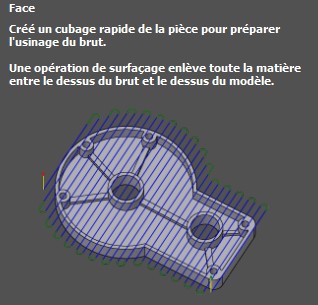 Face
Créé un cubage rapide de la pièce pour préparer
l'usinage du brut.
Une opération de surfaçage enlève toute la matière
entre le dessus du brut et le dessus du modèle.